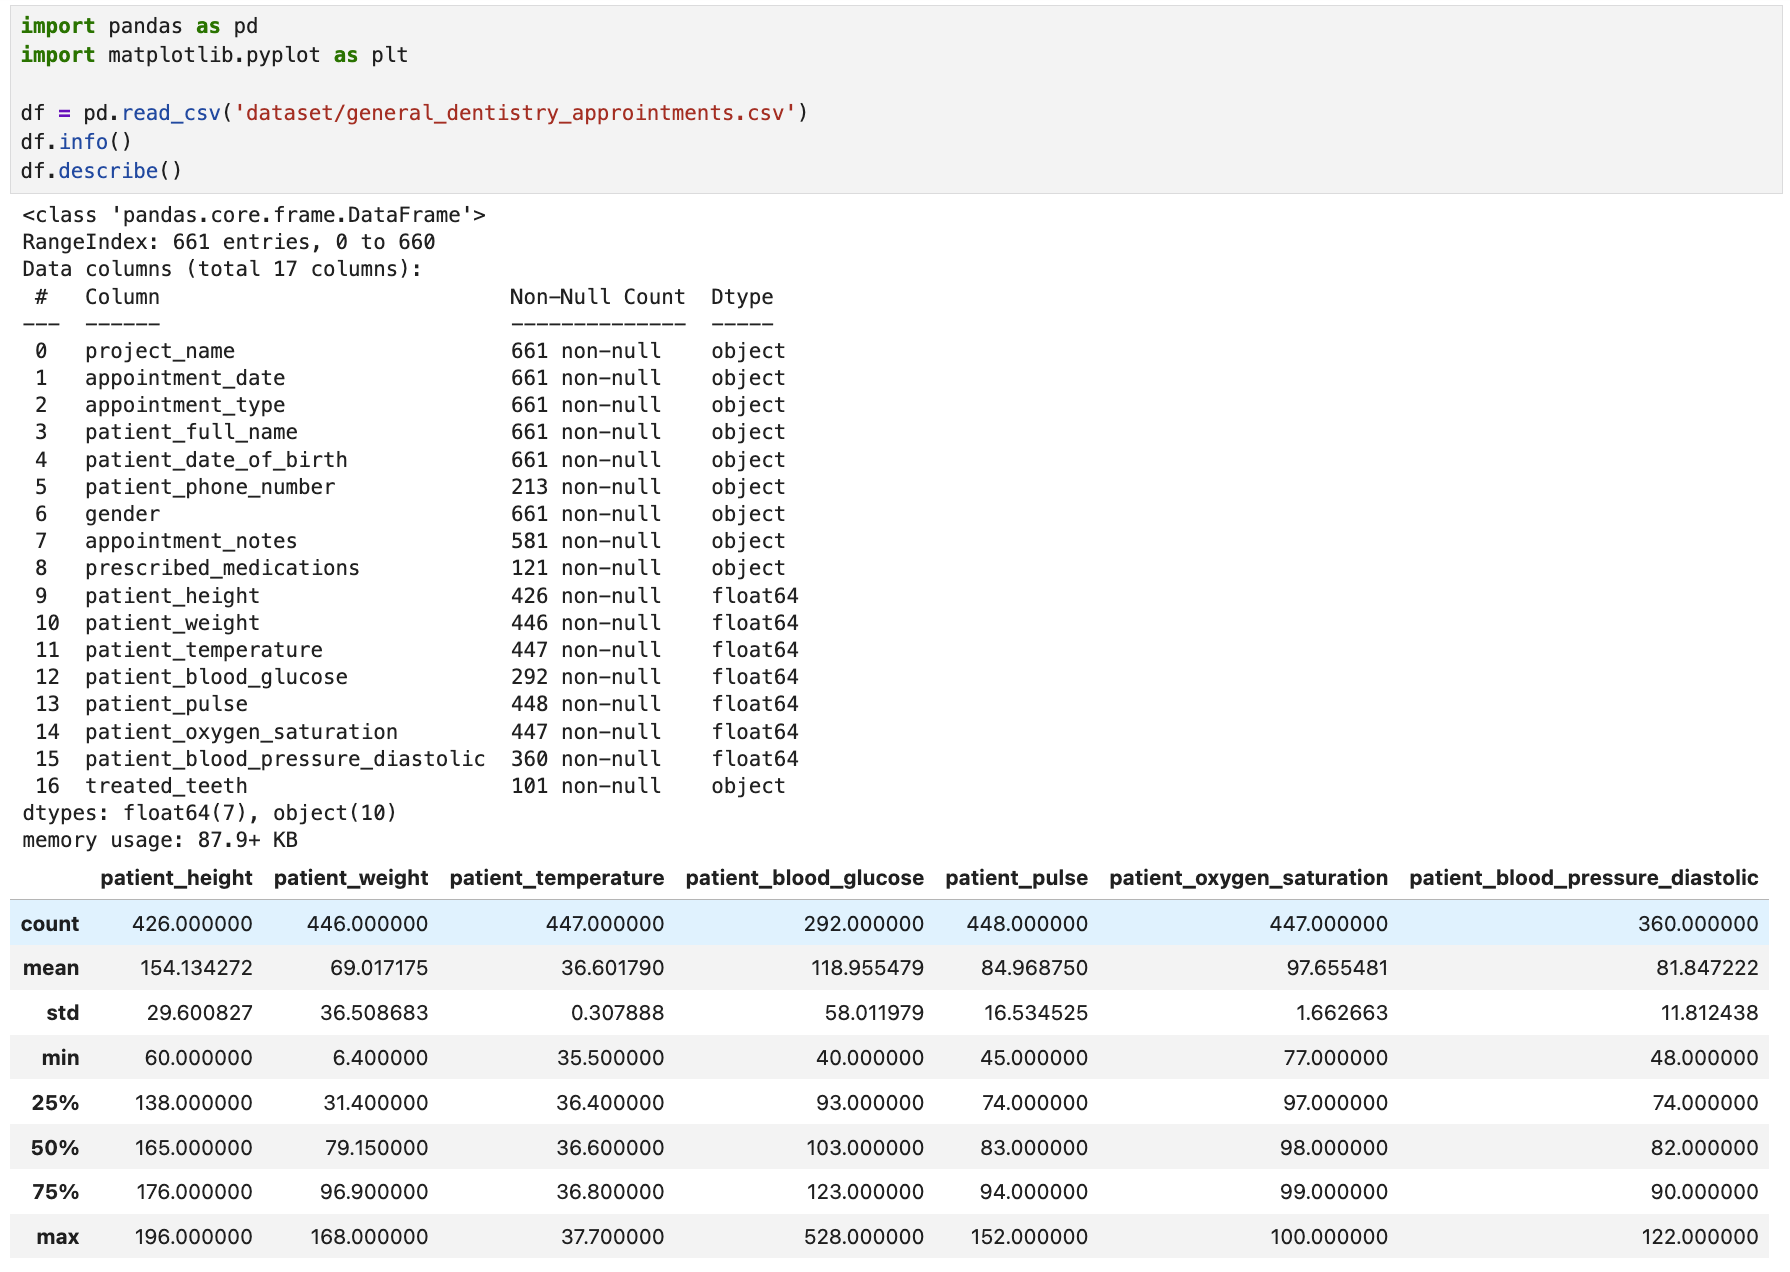 import pandas as pd
import matplotlib.pyplot as plt
df = pd.read_csv('dataset/general_dentistry_approintments.csv')
df.info()
df.describe()
<class 'pandas.core.frame.DataFrame'>
RangeIndex: 661 entries, 0 to 660
Data columns (total 17 columns):
 #   Column                            Non-Null Count  Dtype
---  ------                            --------------  -----
 0   project_name                      661 non-null    object
 1   appointment_date                  661 non-null    object
 2   appointment_type                  661 non-null    object
 3   patient_full_name                 661 non-null    object
 4   patient_date_of_birth             661 non-null    object
 5   patient_phone_number              213 non-null    object
 6   gender                            661 non-null    object
 7   appointment_notes                 581 non-null    object
 8   prescribed_medications            121 non-null    object
 9   patient_height                    426 non-null    float64
 10  patient_weight                    446 non-null    float64
 11  patient_temperature               447 non-null    float64
 12  patient_blood_glucose             292 non-null    float64
 13  patient_pulse                     448 non-null    float64
 14  patient_oxygen_saturation         447 non-null    float64
 15  patient_blood_pressure_diastolic  360 non-null    float64
 16  treated_teeth                     101 non-null    object
dtypes: float64(7), object(10)
memory usage: 87.9+ KB
patient_height patient_weight patient_temperature patient_blood_glucose patient_pulse patient_oxygen_saturation patient_blood_pressure_diastolic
count 426.000000 446.000000 447.000000 292.000000 448.000000 447.000000 360.000000
mean 154.134272 69.017175 36.601790 118.955479 84.968750 97.655481 81.847222
std 29.600827 36.508683 0.307888 58.011979 16.534525 1.662663 11.812438
min 60.000000 6.400000 35.500000 40.000000 45.000000 77.000000 48.000000
25% 138.000000 31.400000 36.400000 93.000000 74.000000 97.000000 74.000000
50% 165.000000 79.150000 36.600000 103.000000 83.000000 98.000000 82.000000
75% 176.000000 96.900000 36.800000 123.000000 94.000000 99.000000 90.000000
max 196.000000 168.000000 37.700000 528.000000 152.000000 100.000000 122.000000